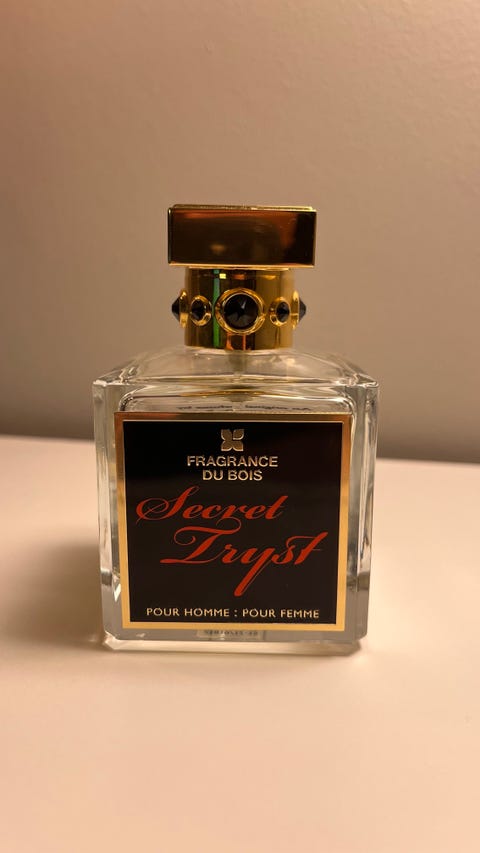 FRAGRANCE
DU BOIS
Secret
Tryst
POUR HOMME : POUR FEMME